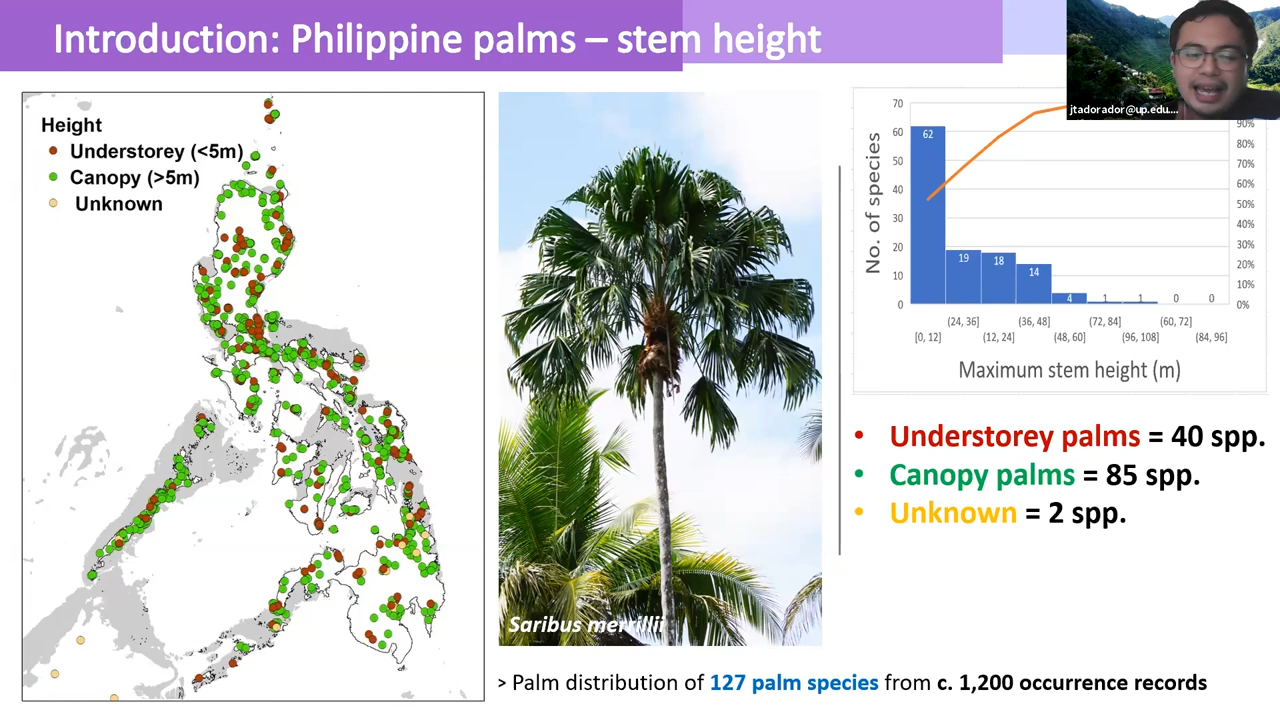 Introduction: Philippine palms – stem height
jtadorador@up.edu....
Height
Understorey (<5m)
Canopy (>5m)
Unknown
Saribus merrillii
No. of species
70
60
50
40
30
20
10
0
62
19
18
14
4
1
1
0
0
90%
80%
70%
60%
50%
40%
30%
20%
10%
0%
(24, 36]
(36, 48]
(72, 84]
(60, 72]
[0, 12]
(12, 24]
(48, 60]
(96, 108]
(84, 96]
Maximum stem height (m)
• Understorey palms = 40 spp.
• Canopy palms = 85 spp.
• Unknown = 2 spp.
> Palm distribution of 127 palm species from c. 1,200 occurrence records